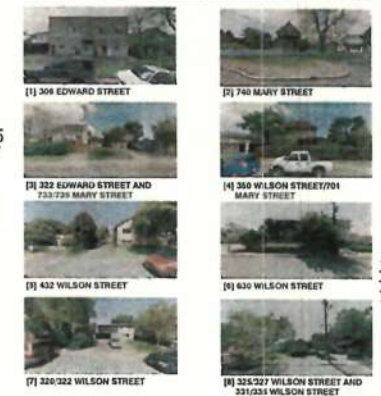 [1] 306 EDWARD STREET
[2] 740 MARY STREET
[3] 322 EDWARD STREET AND
733/735 MARY STREET
[4] 350 WILSON STREET/701
MARY STREET
[5] 432 WILSON STREET
[6] 630 WILSON STREET
[7] 320/322 WILSON STREET
[8] 325/327 WILSON STREET AND
331/335 WILSON STREET